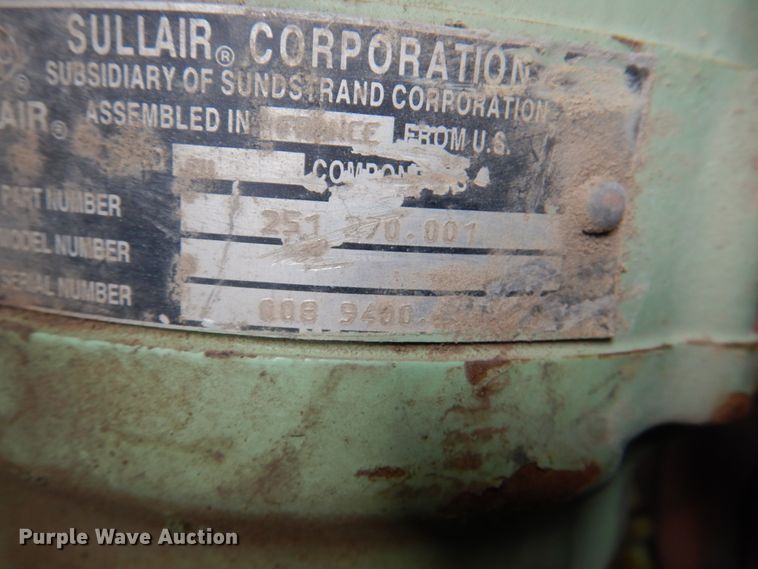 SULLAIR® CORPORATION
SUBSIDIARY OF SUNDSTRAND CORPORATION
AIR® ASSEMBLED IN FRANCE FROM U.S.
COMPONENTS
PART NUMBER 251 270.001
MODEL NUMBER
SERIAL NUMBER 008 9400
Purple Wave Auction